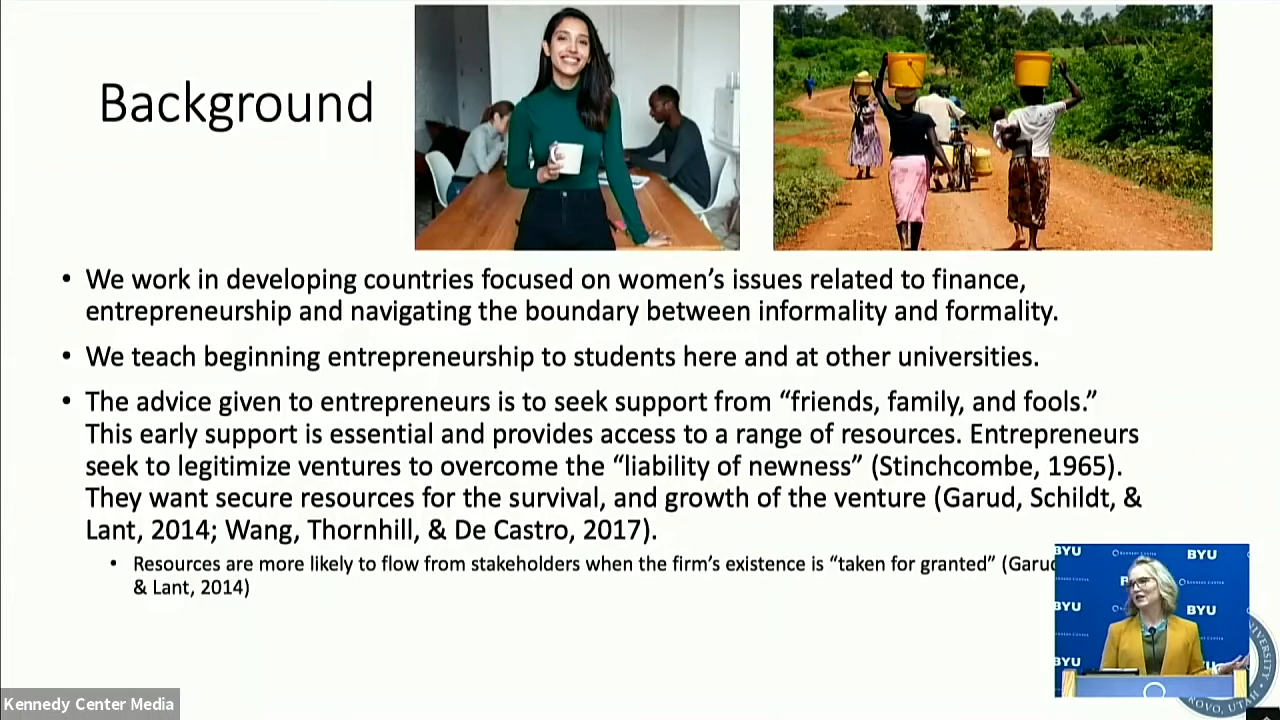 Background
• We work in developing countries focused on women’s issues related to finance,
entrepreneurship and navigating the boundary between informality and formality.
• We teach beginning entrepreneurship to students here and at other universities.
• The advice given to entrepreneurs is to seek support from “friends, family, and fools.”
This early support is essential and provides access to a range of resources. Entrepreneurs
seek to legitimize ventures to overcome the “liability of newness” (Stinchcombe, 1965).
They want secure resources for the survival, and growth of the venture (Garud, Schildt, &
Lant, 2014; Wang, Thornhill, & De Castro, 2017).
• Resources are more likely to flow from stakeholders when the firm’s existence is “taken for granted” (Garud
& Lant, 2014)
BYU
KENNEDY CENTER
BYU
KENNEDY CENTER
BYU
BYU
BYU
Kennedy Center Media